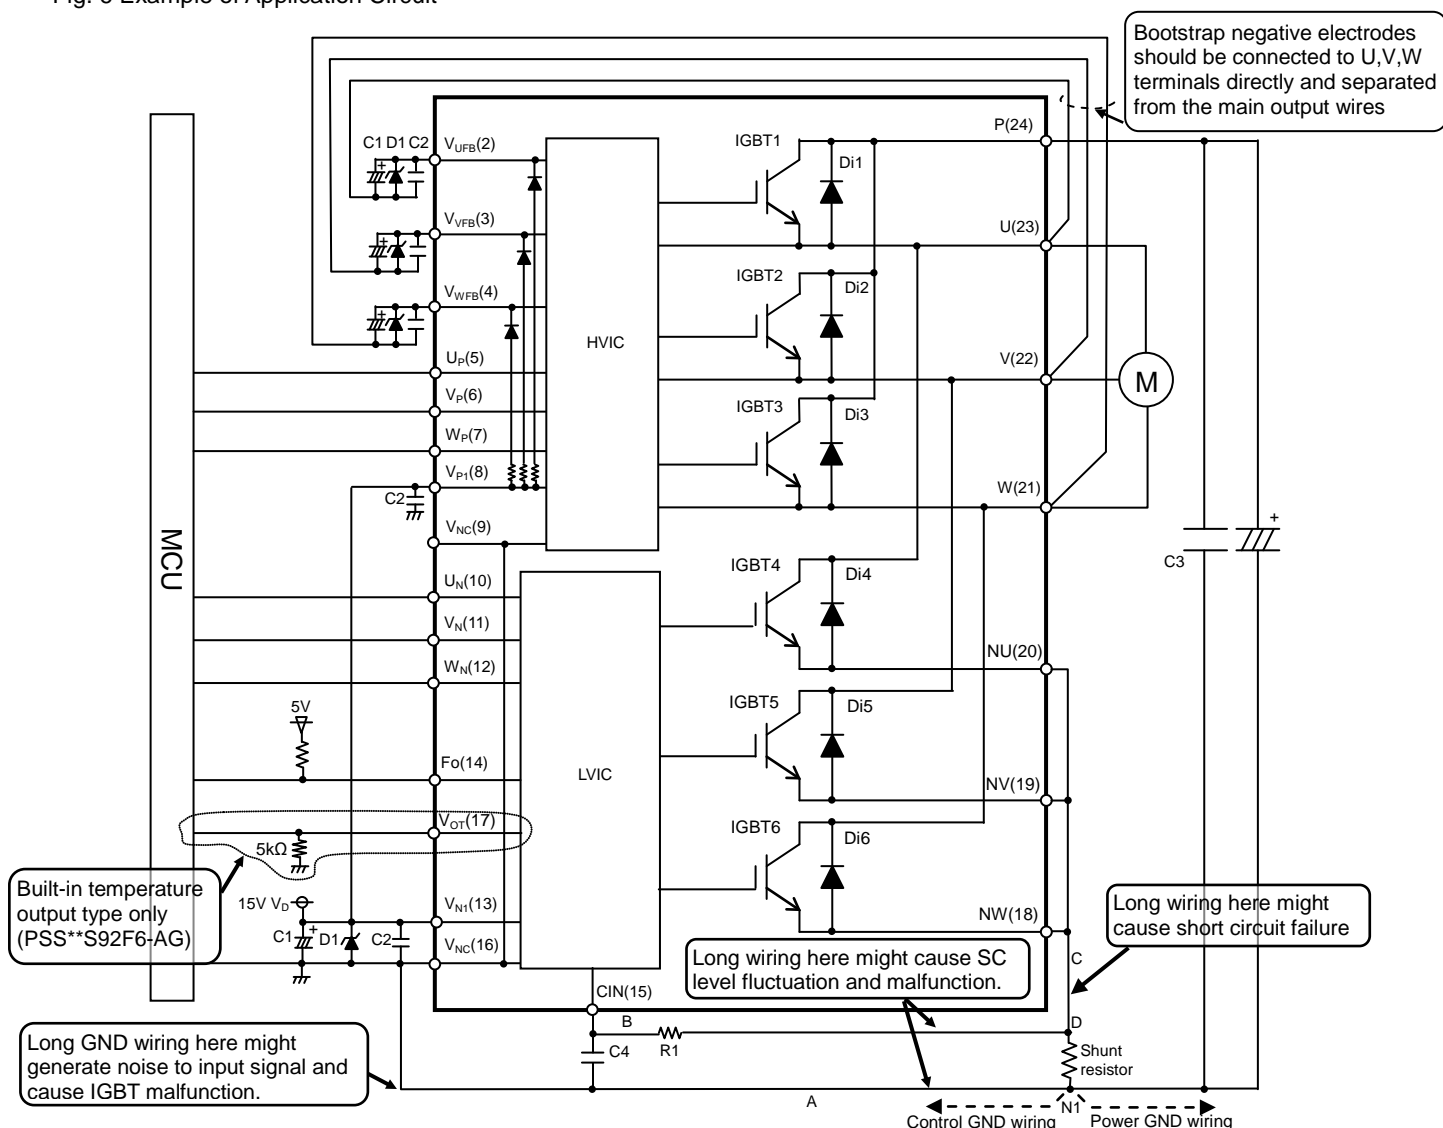 Fig. 3 Example of Application Circuit
Bootstrap negative electrodes
should be connected to U,V,W
terminals directly and separated
from the main output wires
P(24)
IGBT1
Di1
C1 D1 C2
+
VUFB(2)
U(23)
VVFB(3)
+
IGBT2
Di2
VWFB(4)
+
HVIC
V(22)
M
UP(5)
VP(6)
IGBT3
Di3
WP(7)
VP1(8)
C2
W(21)
VNC(9)
+
C3
MCU
IGBT4
Di4
UN(10)
VN(11)
NU(20)
WN(12)
IGBT5
Di5
5V
Fo(14)
LVIC
NV(19)
VOT(17)
5kΩ
IGBT6
Di6
Built-in temperature
output type only
(PSS**S92F6-AG)
15V VD
VN1(13)
NW(18)
C1
+
D1
C2
VNC(16)
Long wiring here might
cause short circuit failure
Long wiring here might cause SC
level fluctuation and malfunction.
C
CIN(15)
B
D
R1
C4
Shunt
resistor
Long GND wiring here might
generate noise to input signal and
cause IGBT malfunction.
A
N1
Control GND wiring
Power GND wiring